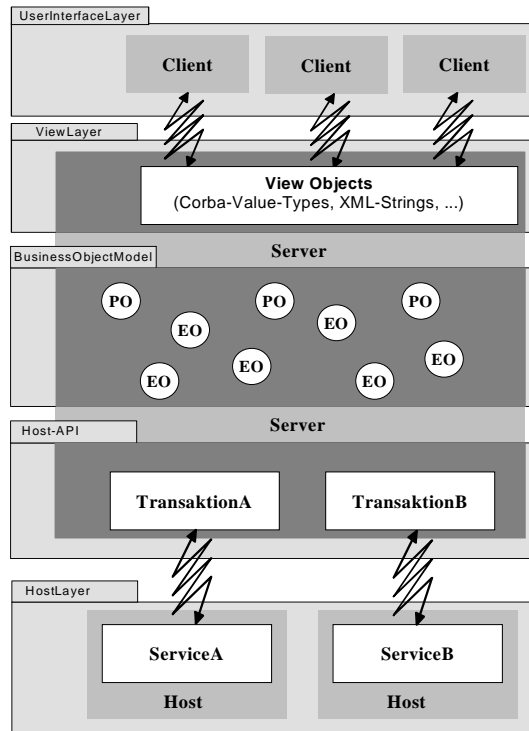 UserInterfaceLayer
Client
Client
Client
ViewLayer
View Objects
(Corba-Value-Types, XML-Strings, ...)
Server
BusinessObjectModel
PO
PO
PO
EO
EO
EO
EO
EO
EO
Server
Host-API
TransaktionA
TransaktionB
HostLayer
ServiceA
ServiceB
Host
Host